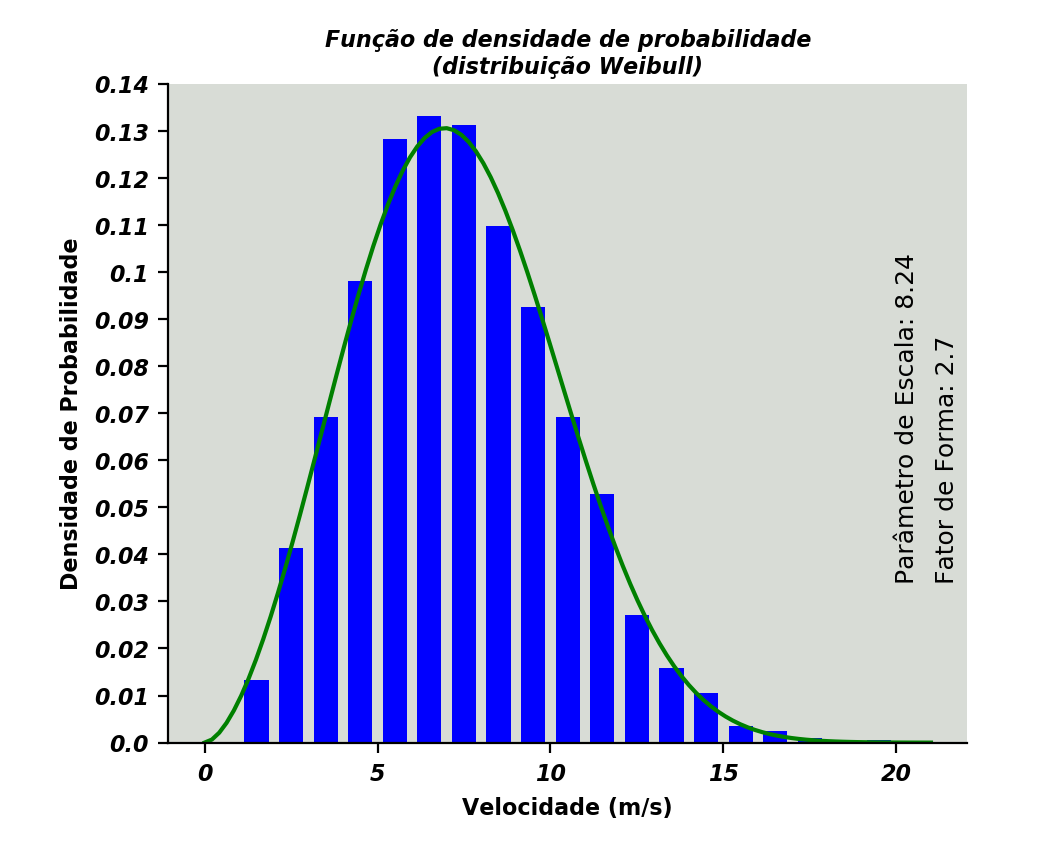 Função de densidade de probabilidade
(distribuição Weibull)
0.14
0.13
0.12
0.11
0.1
0.09
0.08
0.07
0.06
0.05
0.04
0.03
0.02
0.01
0.0
Densidade de Probabilidade
0 5 10 15 20
Velocidade (m/s)
Parâmetro de Escala: 8.24
Fator de Forma: 2.7